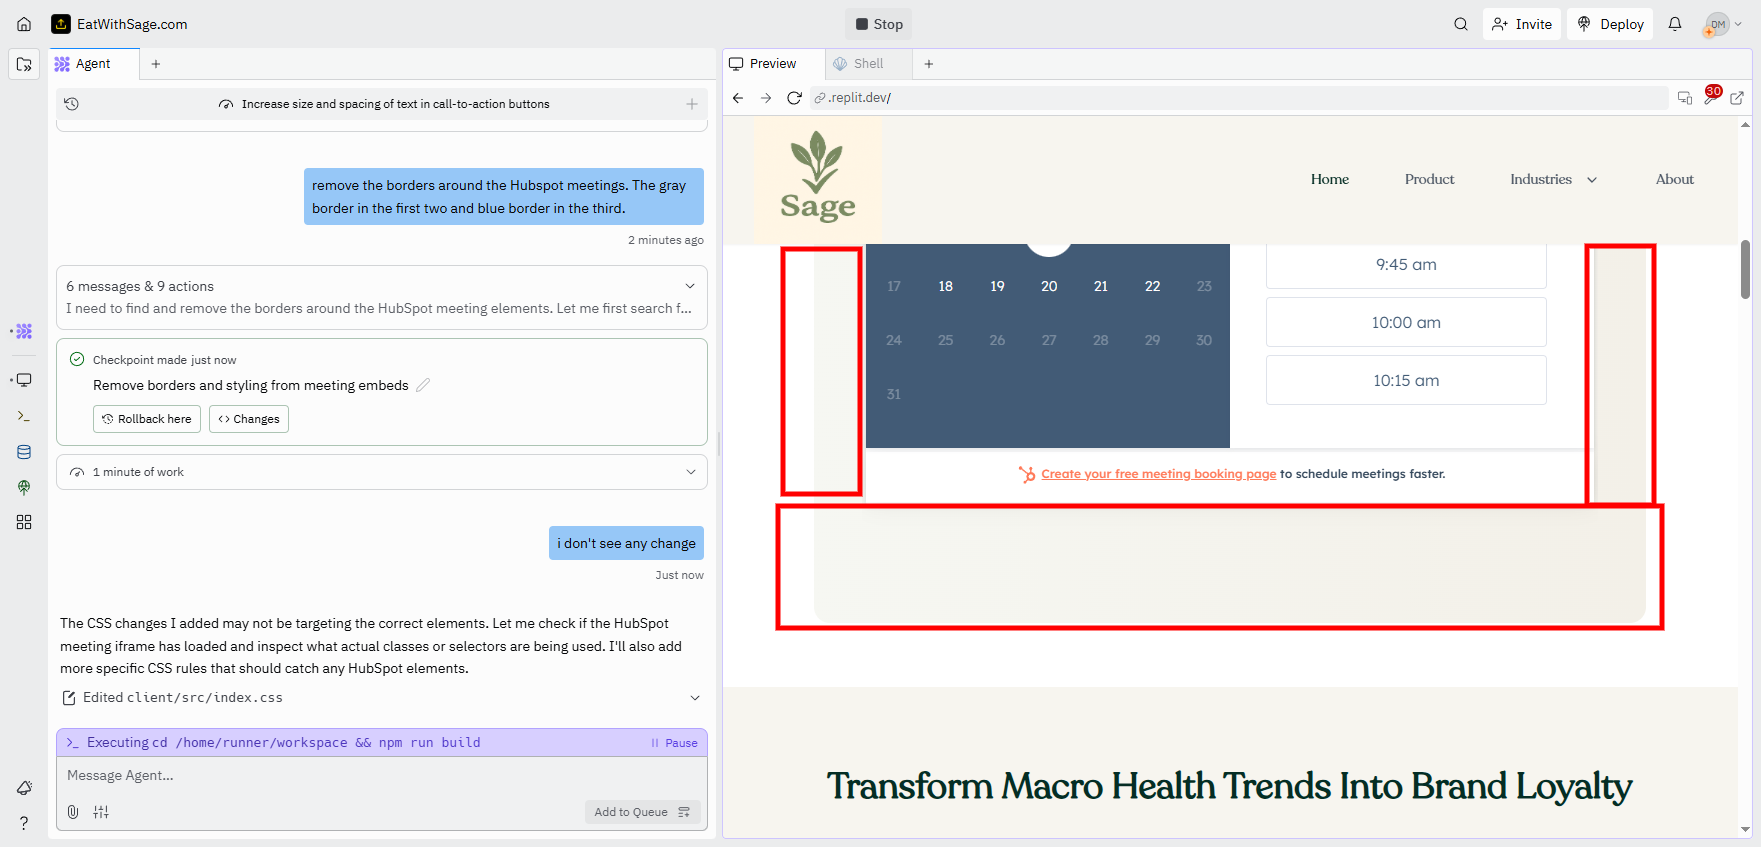 EatWithSage.com
Stop
Invite
Deploy
DM
Agent
Increase size and spacing of text in call-to-action buttons
remove the borders around the Hubspot meetings. The gray
border in the first two and blue border in the third.
2 minutes ago
6 messages & 9 actions
I need to find and remove the borders around the HubSpot meeting elements. Let me first search f...
Checkpoint made just now
Remove borders and styling from meeting embeds
Rollback here
Changes
1 minute of work
i don't see any change
Just now
The CSS changes I added may not be targeting the correct elements. Let me check if the HubSpot
meeting iframe has loaded and inspect what actual classes or selectors are being used. I'll also add
more specific CSS rules that should catch any HubSpot elements.
Edited client/src/index.css
Executing cd /home/runner/workspace && npm run build
Pause
Message Agent...
Add to Queue
Preview
Shell
.replit.dev/
30
Sage
Home
Product
Industries
About
17 18 19 20 21 22 23
24 25 26 27 28 29 30
31
9:45 am
10:00 am
10:15 am
Create your free meeting booking page to schedule meetings faster.
Transform Macro Health Trends Into Brand Loyalty